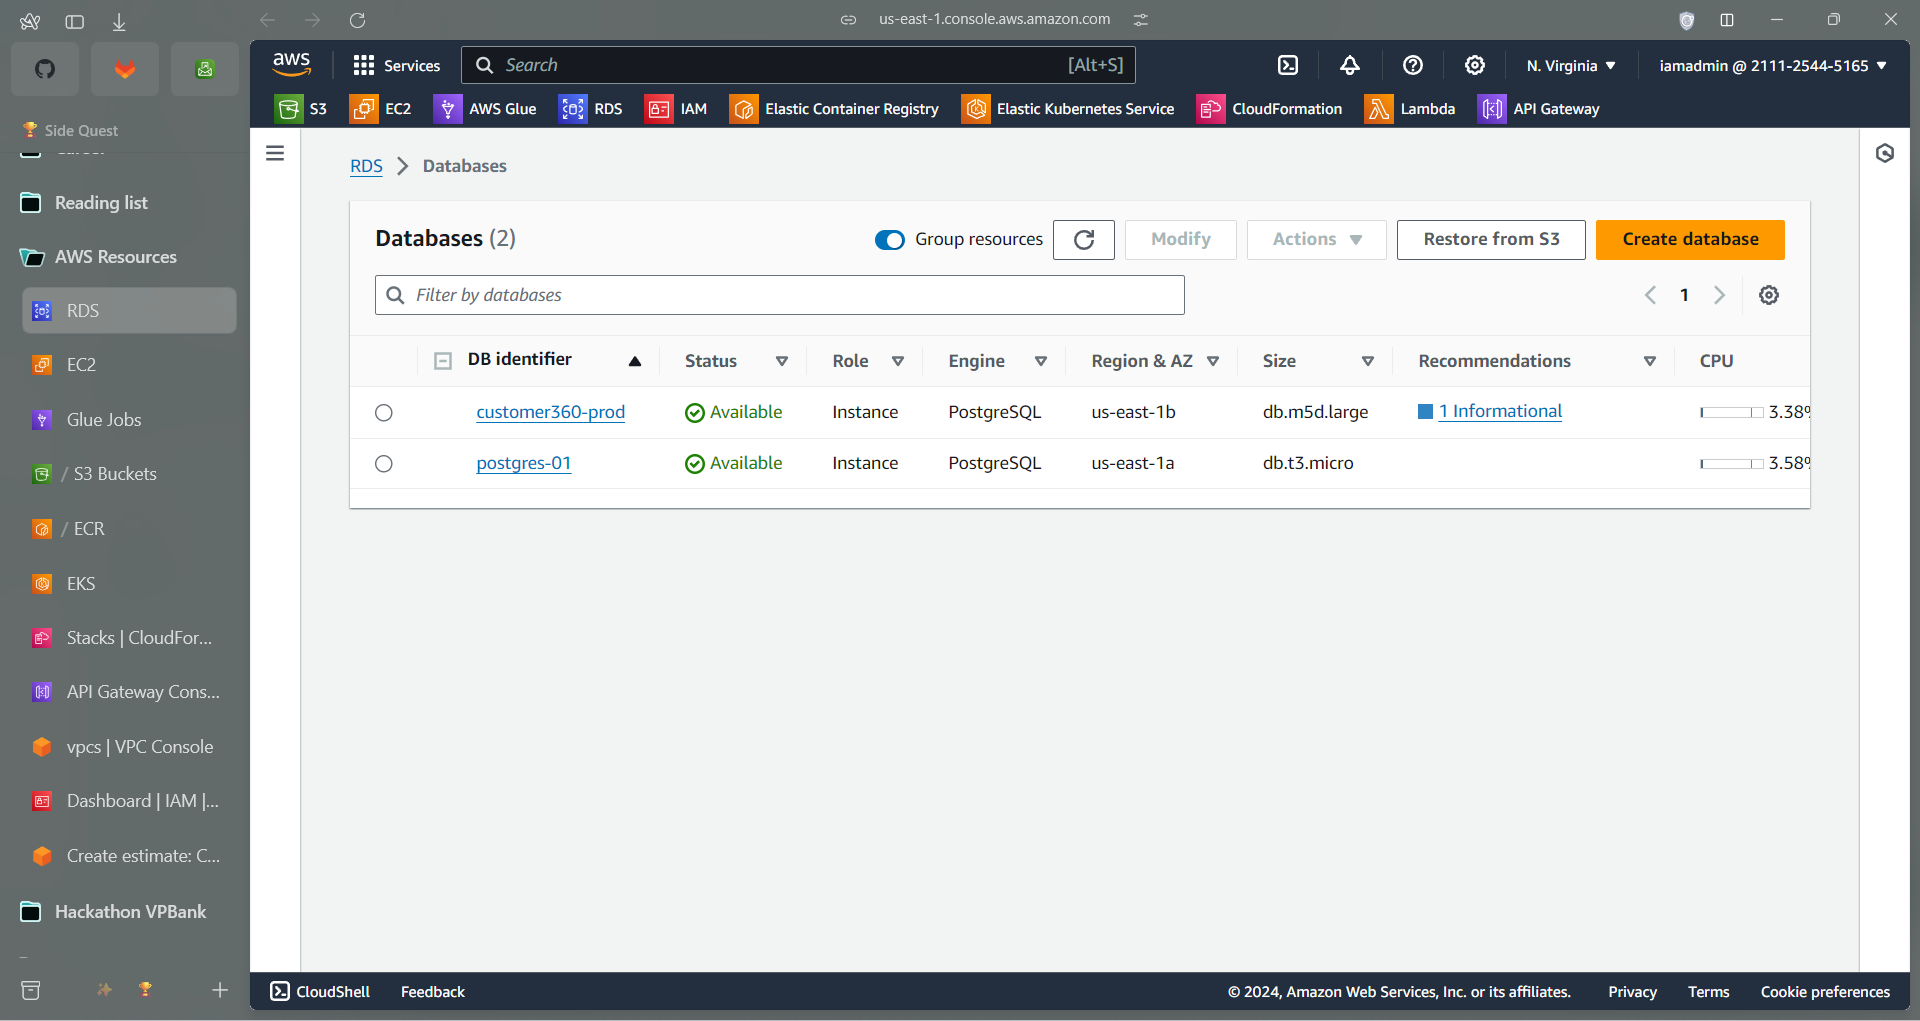 us-east-1.console.aws.amazon.com
Side Quest
Reading list
AWS Resources
RDS
EC2
Glue Jobs
/ S3 Buckets
/ ECR
EKS
Stacks | CloudFor...
API Gateway Cons...
vpcs | VPC Console
Dashboard | IAM |...
Create estimate: C...
Hackathon VPBank
aws
Services
Search
[Alt+S]
N. Virginia
iamadmin @ 2111-2544-5165
S3
EC2
AWS Glue
RDS
IAM
Elastic Container Registry
Elastic Kubernetes Service
CloudFormation
Lambda
API Gateway
RDS
Databases
Databases (2)
Group resources
Modify
Actions
Restore from S3
Create database
Filter by databases
1
DB identifier Status Role Engine Region & AZ Size Recommendations CPU
customer360-prod Available Instance PostgreSQL us-east-1b db.m5d.large 1 Informational 3.38%
postgres-01 Available Instance PostgreSQL us-east-1a db.t3.micro 3.58%
CloudShell
Feedback
© 2024, Amazon Web Services, Inc. or its affiliates.
Privacy
Terms
Cookie preferences